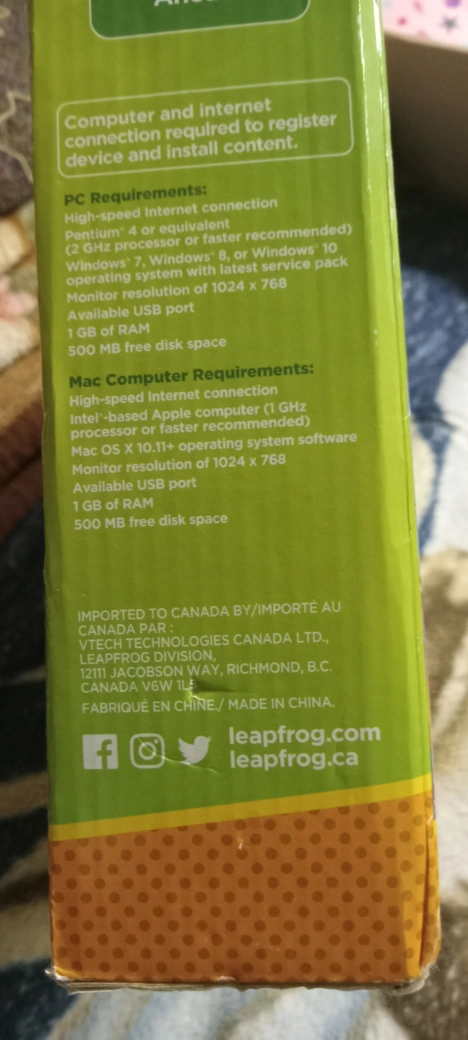 Computer and internet
connection required to register
device and install content.
PC Requirements:
High-speed Internet connection
Pentium® 4 or equivalent
(2 GHz processor or faster recommended)
Windows® 7, Windows® 8, or Windows® 10
operating system with latest service pack
Monitor resolution of 1024 x 768
Available USB port
1 GB of RAM
500 MB free disk space
Mac Computer Requirements:
High-speed Internet connection
Intel®-based Apple computer (1 GHz
processor or faster recommended)
Mac OS X 10.11+ operating system software
Monitor resolution of 1024 x 768
Available USB port
1 GB of RAM
500 MB free disk space
IMPORTED TO CANADA BY/IMPORTÉ AU
CANADA PAR :
VTECH TECHNOLOGIES CANADA LTD.,
LEAPFROG DIVISION,
12111 JACOBSON WAY, RICHMOND, B.C.
CANADA V6W 1L5
FABRIQUÉ EN CHINE./ MADE IN CHINA.
leapfrog.com
leapfrog.ca